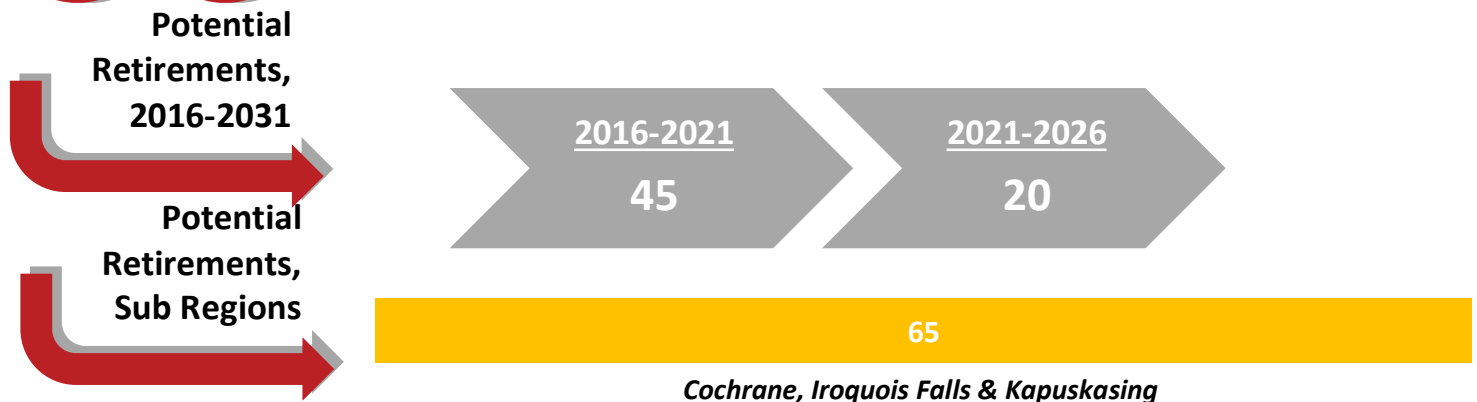 Potential
Retirements,
2016-2031
2016-2021
45
2021-2026
20
Potential
Retirements,
Sub Regions
65
Cochrane, Iroquois Falls & Kapuskasing